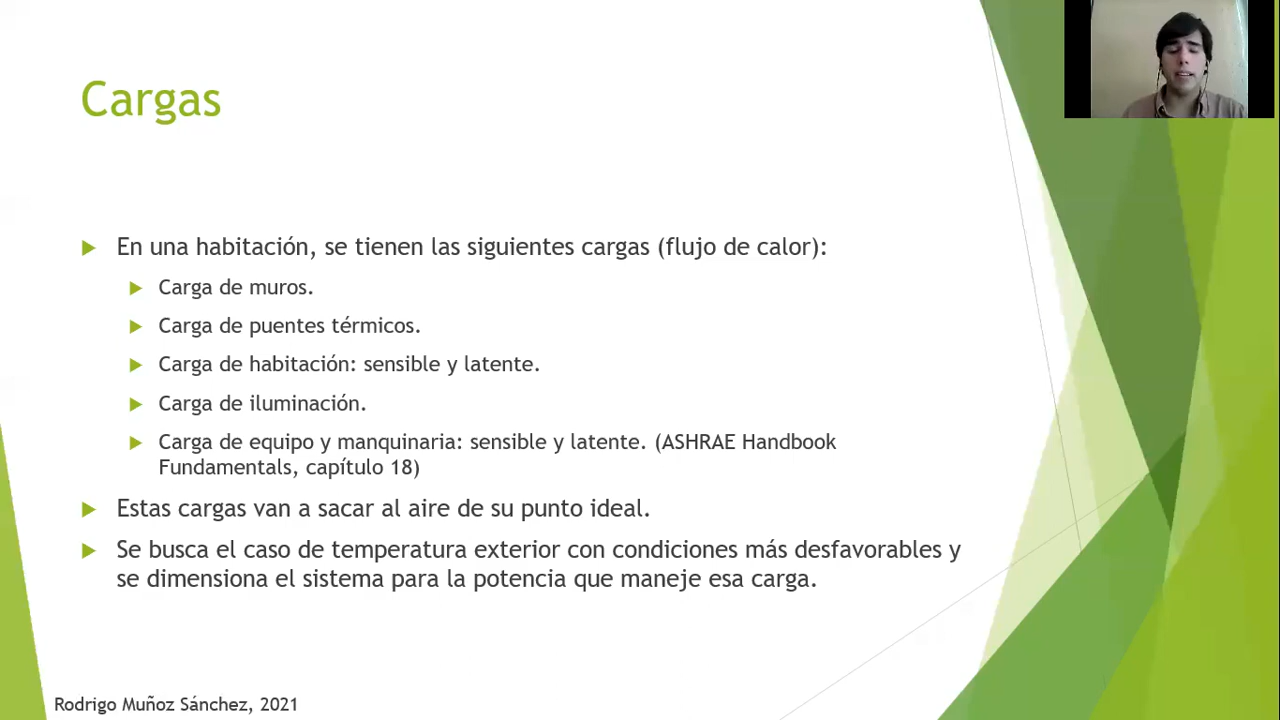 Cargas
En una habitación, se tienen las siguientes cargas (flujo de calor):
Carga de muros.
Carga de puentes térmicos.
Carga de habitación: sensible y latente.
Carga de iluminación.
Carga de equipo y manquinaria: sensible y latente. (ASHRAE Handbook
Fundamentals, capítulo 18)
Estas cargas van a sacar al aire de su punto ideal.
Se busca el caso de temperatura exterior con condiciones más desfavorables y
se dimensiona el sistema para la potencia que maneje esa carga.
Rodrigo Muñoz Sánchez, 2021